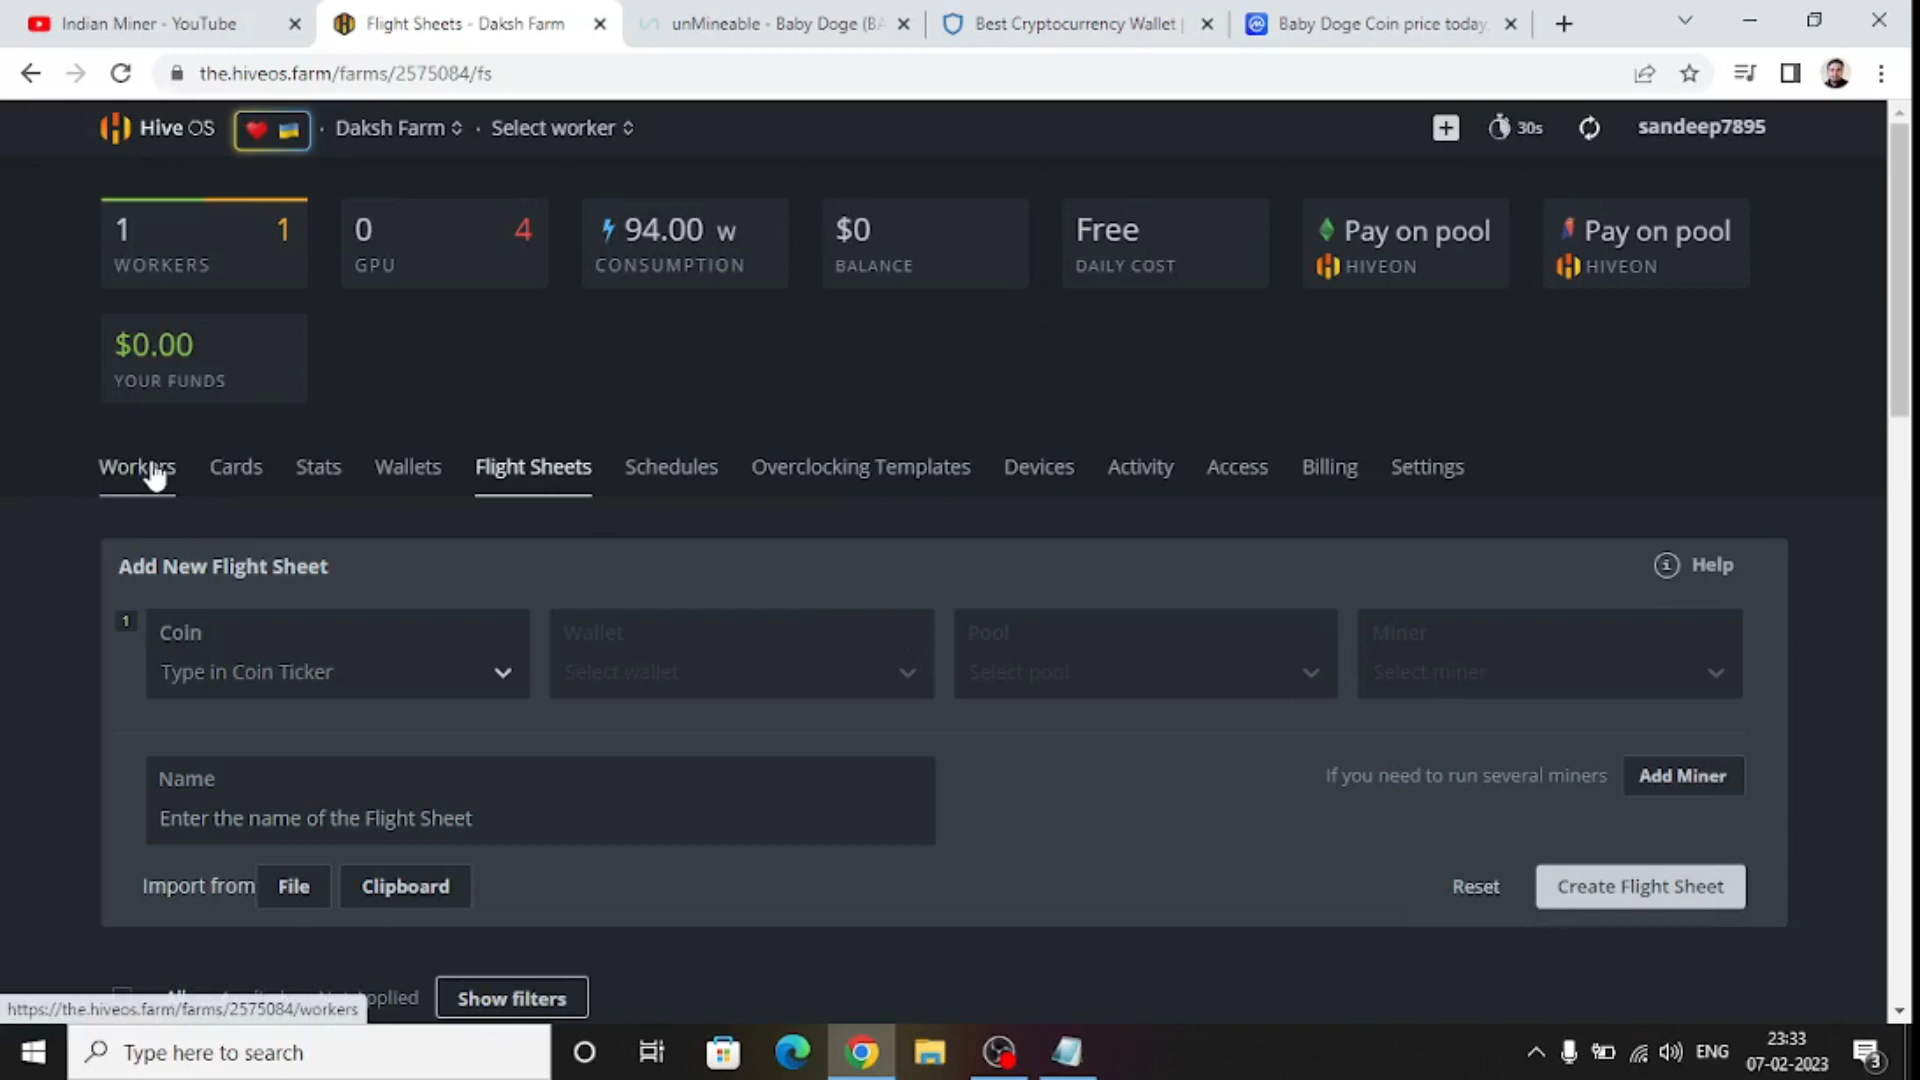 Indian Miner - YouTube
Flight Sheets - Daksh Farm
unMineable - Baby Doge (BA
Best Cryptocurrency Wallet |
Baby Doge Coin price today,
the.hiveos.farm/farms/2575084/fs
Hive OS
· Daksh Farm · Select worker
30s
sandeep7895
1 1
WORKERS
0 4
GPU
94.00 w
CONSUMPTION
$0
BALANCE
Free
DAILY COST
Pay on pool
HIVEON
Pay on pool
HIVEON
$0.00
YOUR FUNDS
Workers Cards Stats Wallets Flight Sheets Schedules Overclocking Templates Devices Activity Access Billing Settings
Add New Flight Sheet
Help
1
Coin
Type in Coin Ticker
Wallet
Select wallet
Pool
Select pool
Miner
Select miner
Name
Enter the name of the Flight Sheet
If you need to run several miners Add Miner
Import from File Clipboard
Reset Create Flight Sheet
Show filters
https://the.hiveos.farm/farms/2575084/workers
Type here to search
ENG
23:33
07-02-2023
3